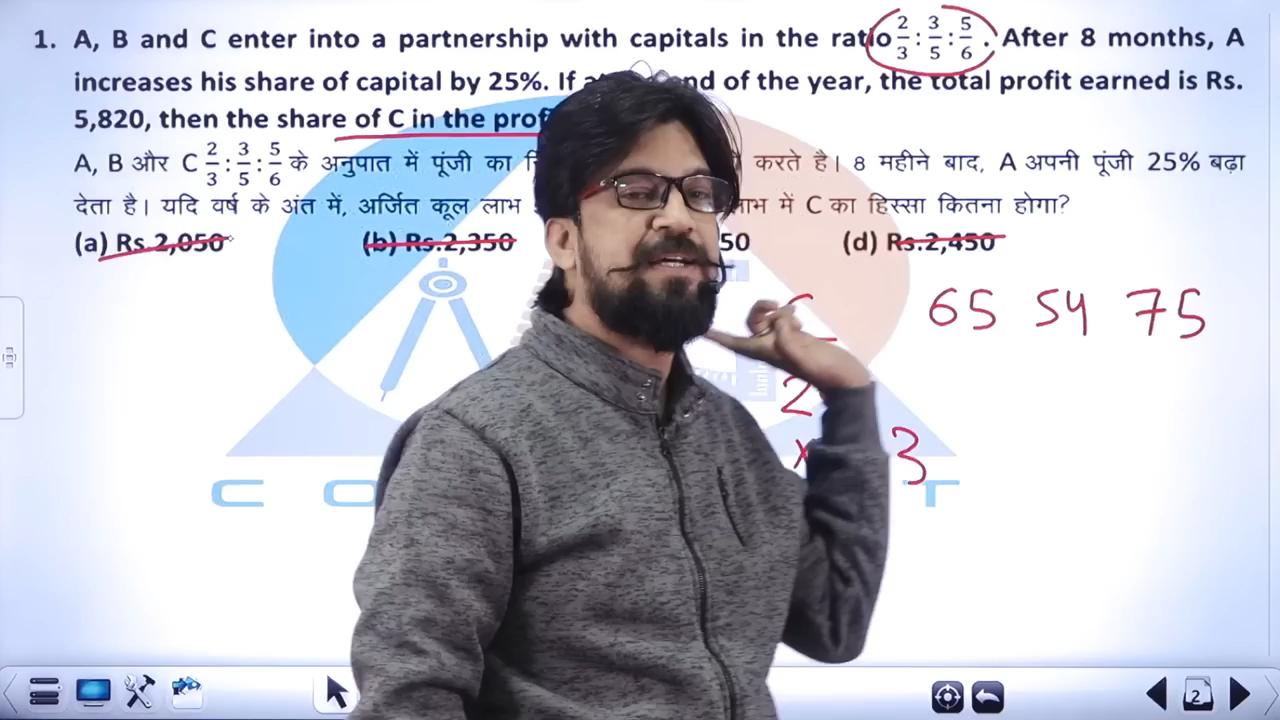 1. A, B and C enter into a partnership with capitals in the ratio 2/3 : 3/5 : 5/6 . After 8 months, A
increases his share of capital by 25%. If nd of the year, the total profit earned is Rs.
5,820, then the share of C in the prof
A, B और C 2/3 : 3/5 : 5/6 के अनुपात में पूंजी का करते है। 8 महीने बाद, A अपनी पूंजी 25% बढ़ा
देता है। यदि वर्ष के अंत में, अर्जित कूल लाभ लाभ में C का हिस्सा कितना होगा?
(a) Rs.2,050 (b) Rs.2,350 50 (d) Rs.2,450
65 54 75
2
x 3
C O T
2